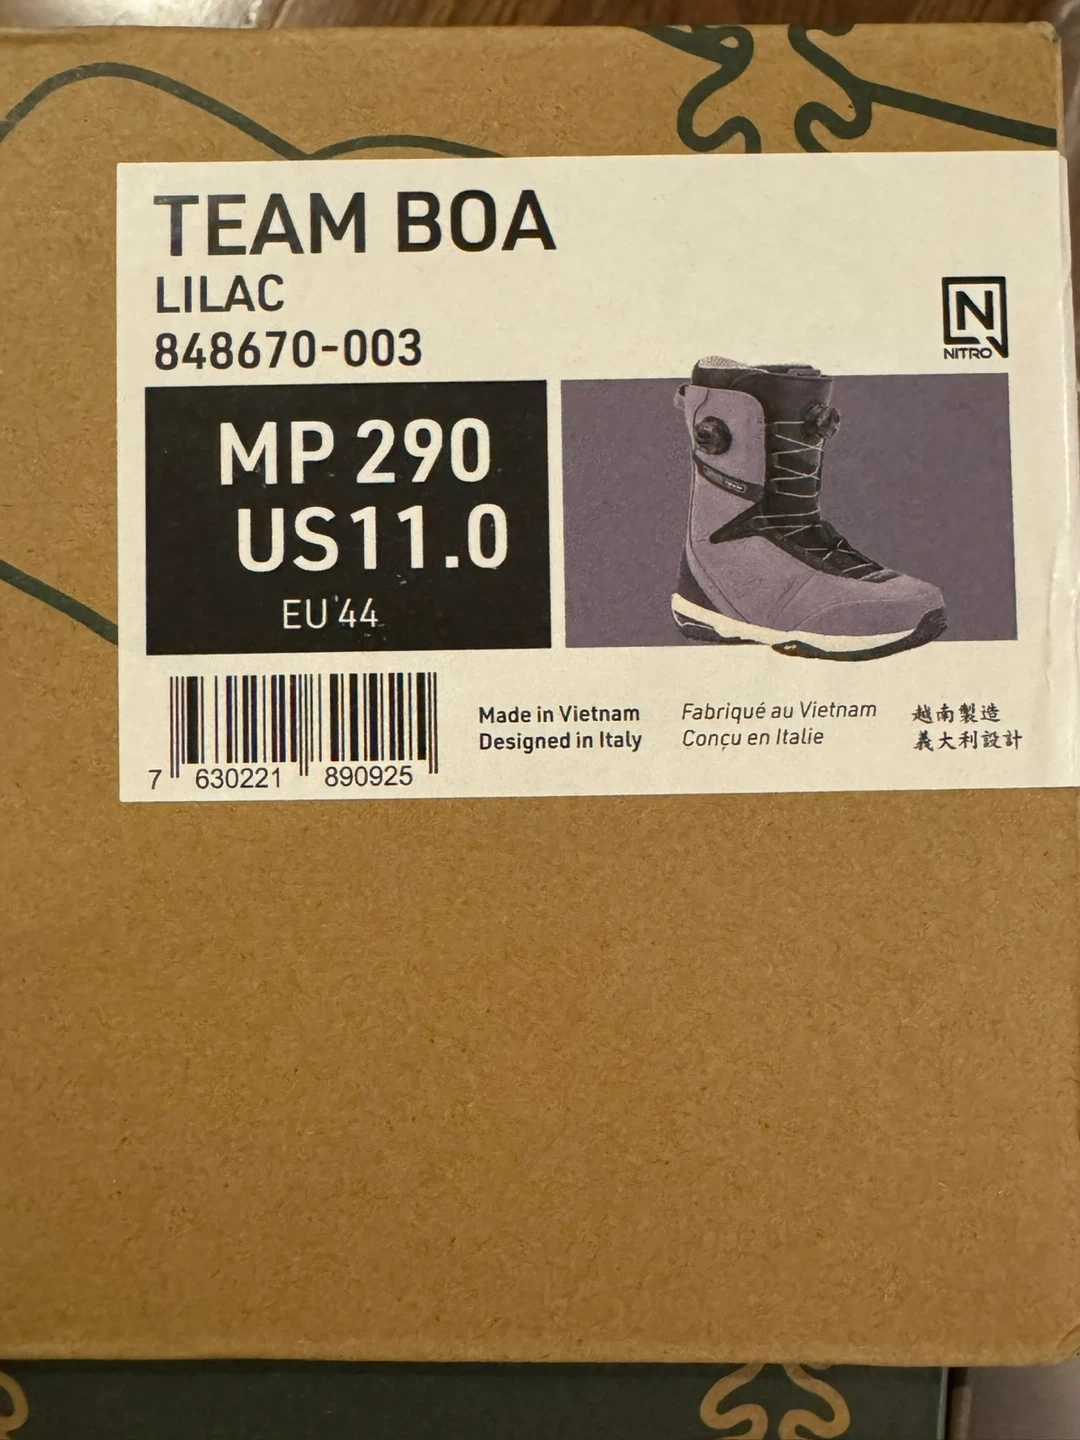 TEAM BOA
LILAC
848670-003
NITRO
MP 290
US11.0
EU 44
7 630221 890925
Made in Vietnam
Designed in Italy
Fabriqué au Vietnam
Conçu en Italie
越南製造
義大利設計